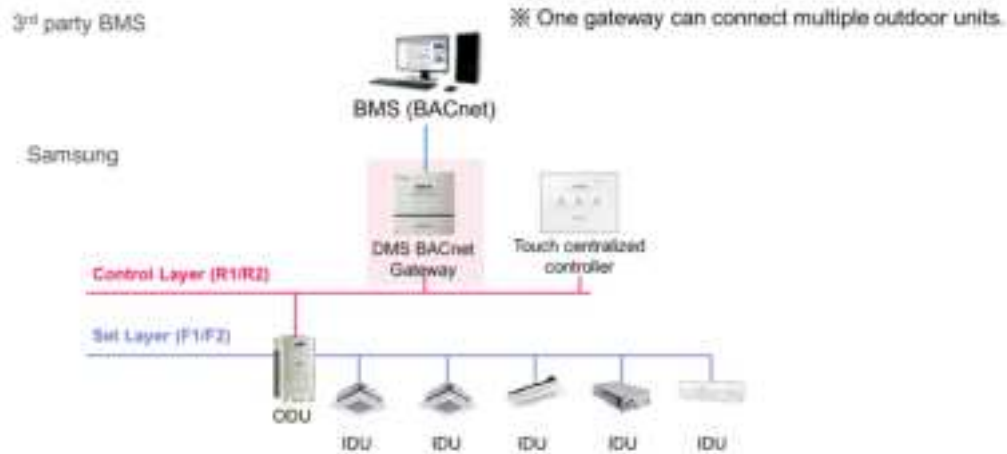 3rd party BMS
※ One gateway can connect multiple outdoor units.
BMS (BACnet)
Samsung
DMS BACnet
Gateway
Touch centralized
controller
Control Layer (R1/R2)
Set Layer (F1/F2)
ODU
IDU
IDU
IDU
IDU
IDU